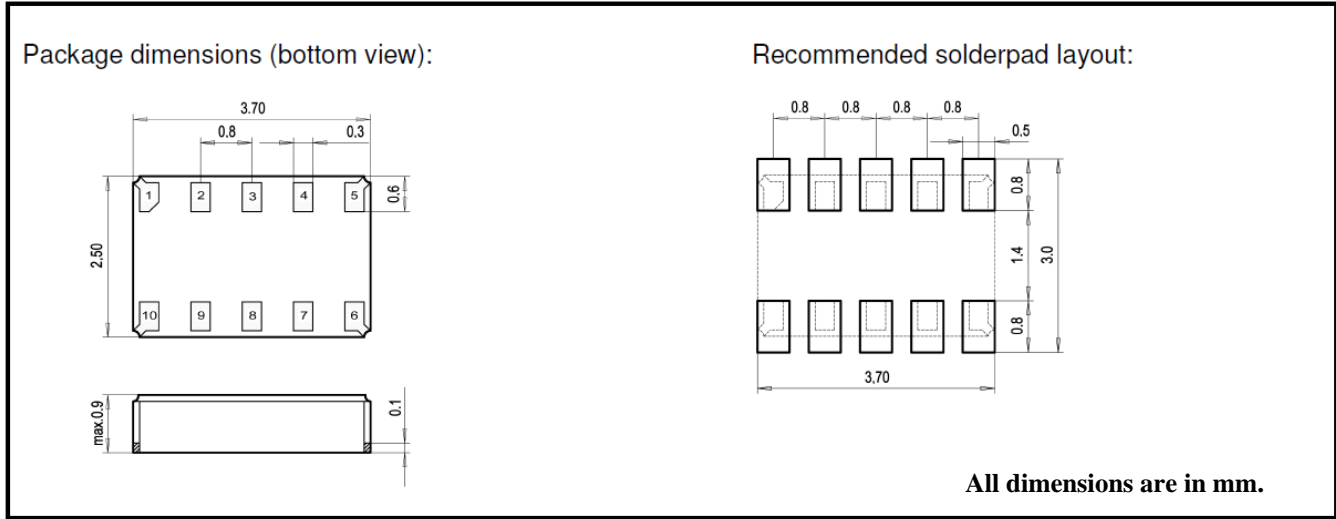 Package dimensions (bottom view):
3.70
0.8
0.3
1 2 3 4 5
0.6
2.50
10 9 8 7 6
max.0.9
0.1
Recommended solderpad layout:
0.8 0.8 0.8 0.8
0.5
0.8
1.4
3.0
0.8
3,70
All dimensions are in mm.